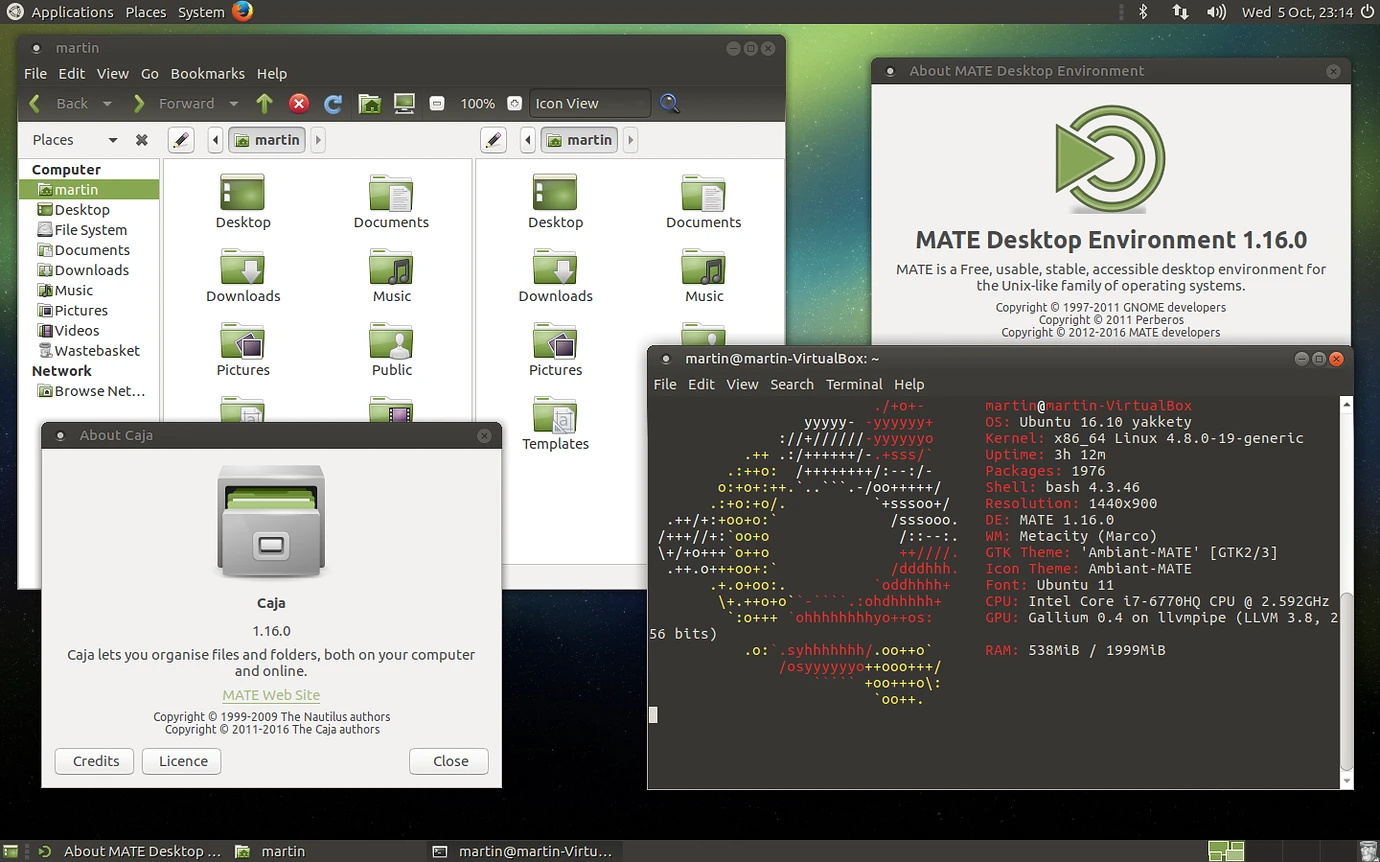 Applications Places System Wed 5 Oct, 23:14
martin
File Edit View Go Bookmarks Help
Back Forward 100% Icon View
Places martin martin
Computer
martin
Desktop
File System
Documents
Downloads
Music
Pictures
Videos
Wastebasket
Network
Browse Net...
Desktop Documents Desktop Documents
Downloads Music Downloads Music
Pictures Public Pictures
Templates
About MATE Desktop Environment
MATE Desktop Environment 1.16.0
MATE is a Free, usable, stable, accessible desktop environment for
the Unix-like family of operating systems.
Copyright © 1997-2011 GNOME developers
Copyright © 2011 Perberos
Copyright © 2012-2016 MATE developers
About Caja
Caja
1.16.0
Caja lets you organise files and folders, both on your computer
and online.
MATE Web Site
Copyright © 1999-2009 The Nautilus authors
Copyright © 2011-2016 The Caja authors
Credits Licence Close
martin@martin-VirtualBox: ~
File Edit View Search Terminal Help
martin@martin-VirtualBox
OS: Ubuntu 16.10 yakkety
Kernel: x86_64 Linux 4.8.0-19-generic
Uptime: 3h 12m
Packages: 1976
Shell: bash 4.3.46
Resolution: 1440x900
DE: MATE 1.16.0
WM: Metacity (Marco)
GTK Theme: 'Ambiant-MATE' [GTK2/3]
Icon Theme: Ambiant-MATE
Font: Ubuntu 11
CPU: Intel Core i7-6770HQ CPU @ 2.592GHz
GPU: Gallium 0.4 on llvmpipe (LLVM 3.8, 2
56 bits)
RAM: 538MiB / 1999MiB
About MATE Desktop ... martin martin@martin-Virtu...